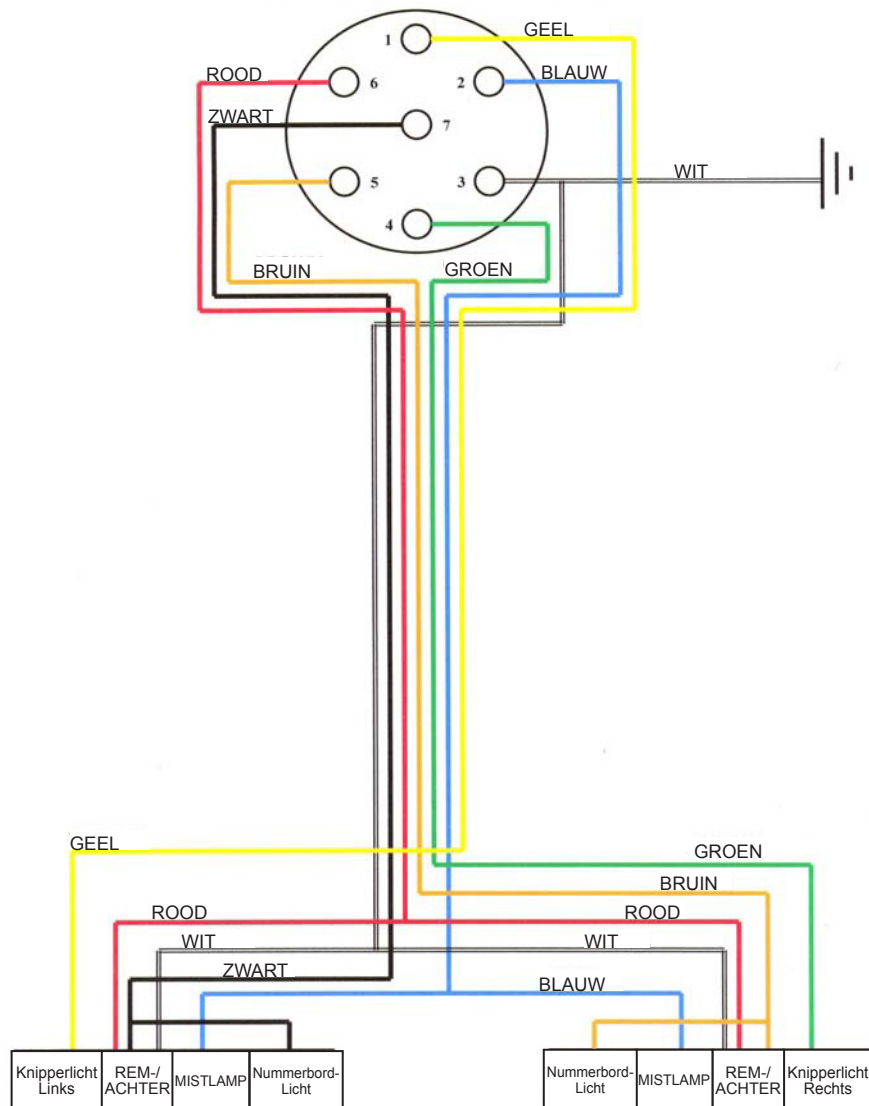 GEEL
1
ROOD
BLAUW
6
2
ZWART
7
WIT
5
3
4
BRUIN
GROEN
GEEL
GROEN
BRUIN
ROOD
ROOD
WIT
WIT
ZWART
BLAUW
Knipperlicht
Links
REM-/
ACHTER
MISTLAMP
Nummerbord-
Licht
Nummerbord-
Licht
MISTLAMP
REM-/
ACHTER
Knipperlicht
Rechts